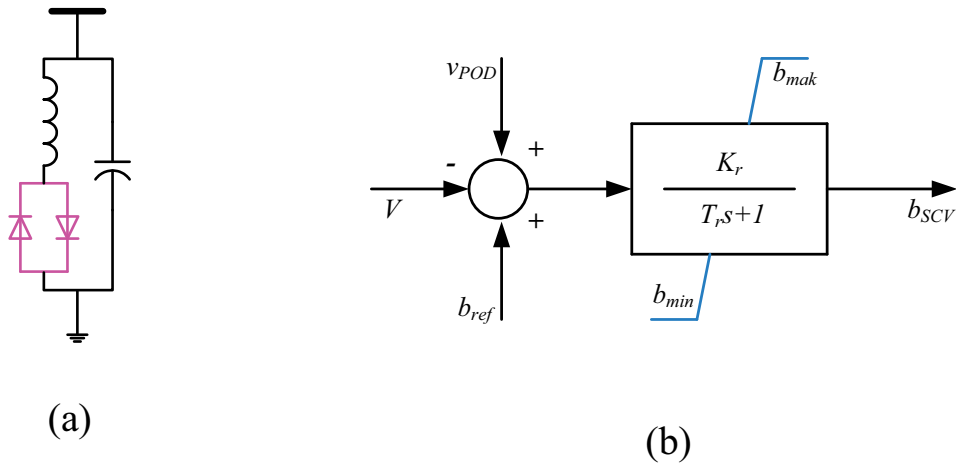 v_POD
b_mak
+
-
K_r
V
T_rs+1
b_SCV
+
b_min
b_ref
(a)
(b)